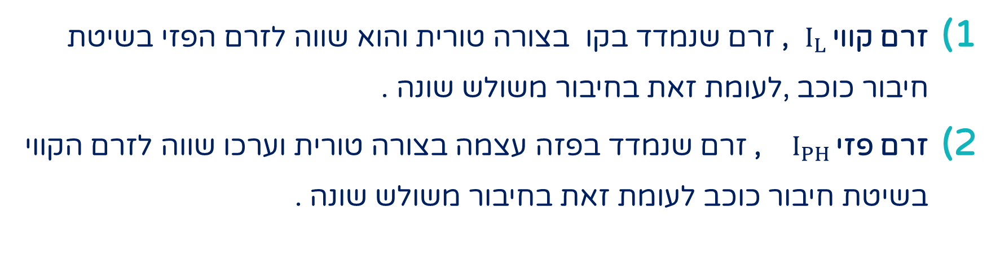 1) זרם קווי I_L , זרם שנמדד בקו בצורה טורית והוא שווה לזרם הפזי בשיטת
חיבור כוכב ,לעומת זאת בחיבור משולש שונה .
2) זרם פזי I_PH , זרם שנמדד בפזה עצמה בצורה טורית וערכו שווה לזרם הקווי
בשיטת חיבור כוכב לעומת זאת בחיבור משולש שונה .